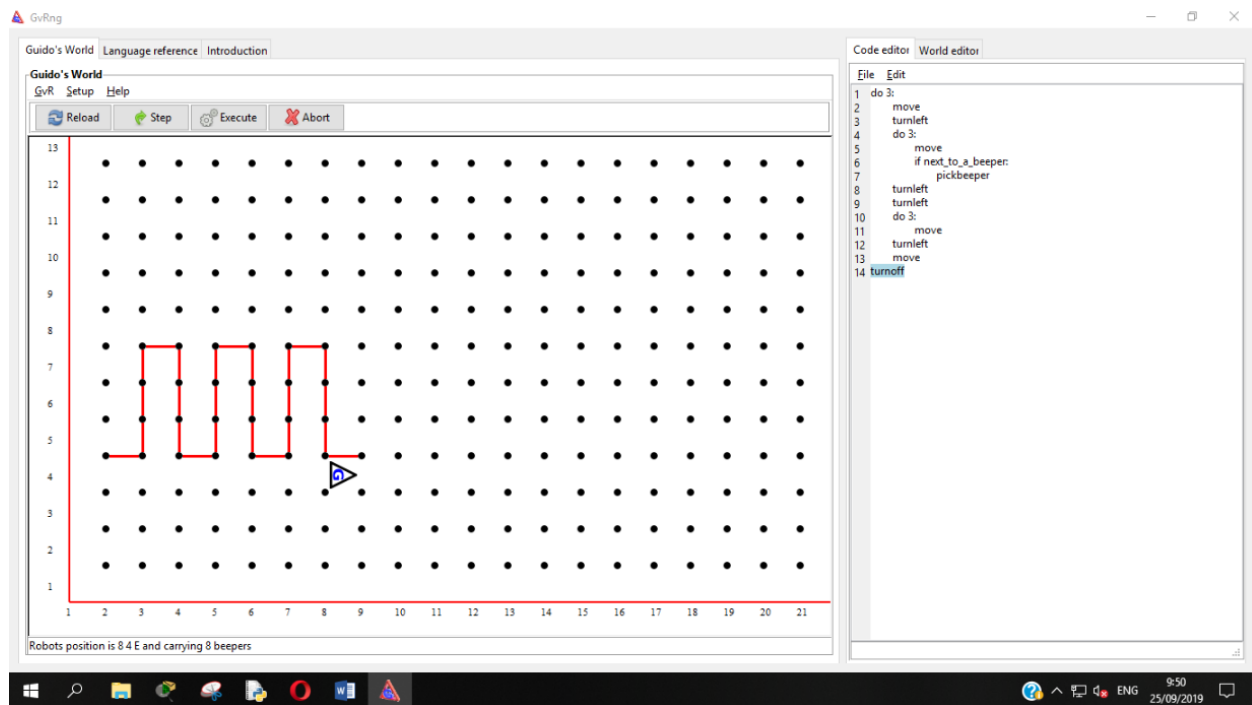 GvRng
Guido's World Language reference Introduction
Code editor World editor
Guido's World
GvR Setup Help
Reload Step Execute Abort
13
12
11
10
9
8
7
6
5
4
3
2
1
G
1 2 3 4 5 6 7 8 9 10 11 12 13 14 15 16 17 18 19 20 21
Robots position is 8 4 E and carrying 8 beepers
File Edit
1 do 3:
2 move
3 turnleft
4 do 3:
5 move
6 if next_to_a_beeper:
7 pickbeeper
8 turnleft
9 turnleft
10 do 3:
11 move
12 turnleft
13 move
14 turnoff
ENG
9:50
25/09/2019